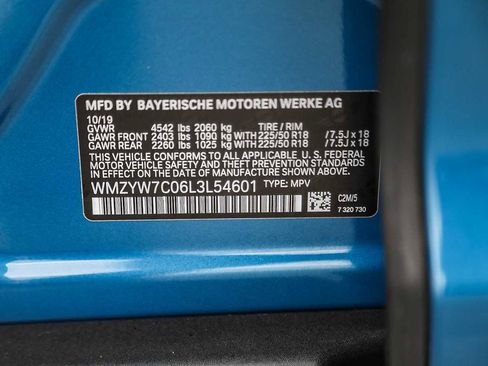 MFD BY BAYERISCHE MOTOREN WERKE AG
10/19
GVWR 4542 lbs 2060 kg TIRE / RIM
GAWR FRONT 2403 lbs 1090 kg WITH 225/50 R18 /7.5J x 18
GAWR REAR 2260 lbs 1025 kg WITH 225/50 R18 /7.5J x 18
THIS VEHICLE CONFORMS TO ALL APPLICABLE U. S. FEDERAL
MOTOR VEHICLE SAFETY, BUMPER, AND THEFT PREVENTION
STANDARDS IN EFFECT ON THE DATE OF MANUFACTURE SHOWN ABOVE.
WMZYW7C06L3L54601 TYPE: MPV
C2M/5
7 320 730